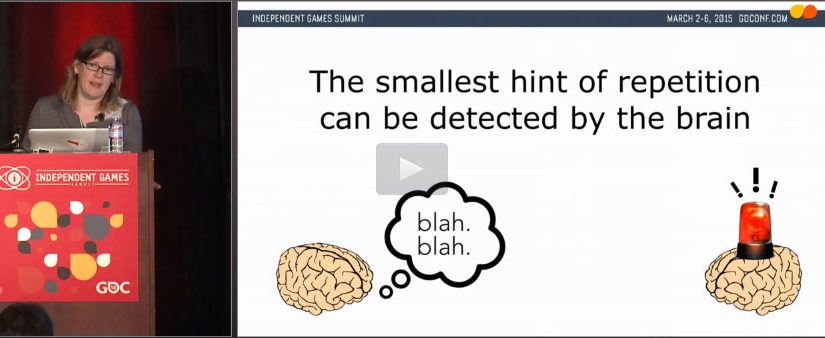 INDEPENDENT GAMES SUMMIT
MARCH 2-6, 2015 GDCONF.COM
The smallest hint of repetition
can be detected by the brain
blah.
blah.
INDEPENDENT GAMES
SUMMIT
GDC